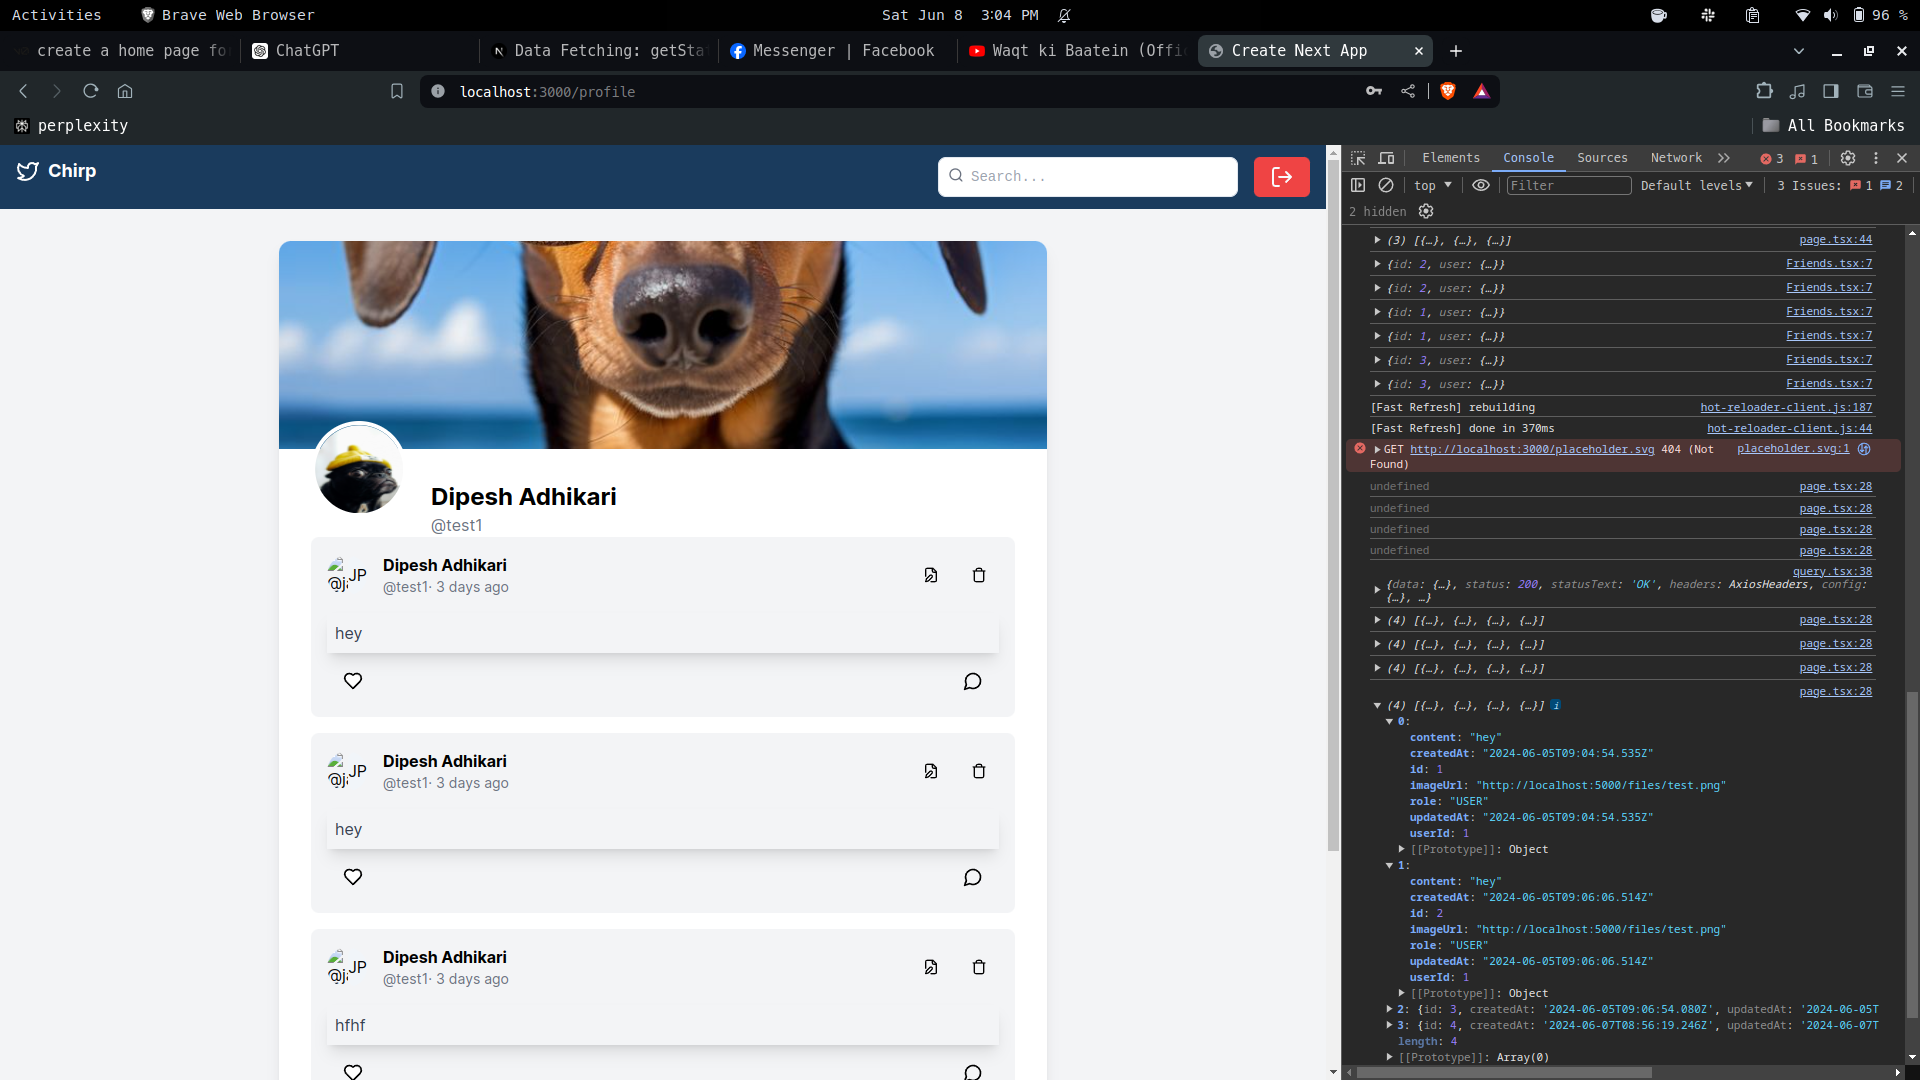 Activities
Brave Web Browser
Sat Jun 8 3:04 PM
96 %
create a home page fo
ChatGPT
Data Fetching: getSta
Messenger | Facebook
Waqt ki Baatein (Offi
Create Next App
localhost:3000/profile
perplexity
All Bookmarks
Chirp
Search...
Dipesh Adhikari
@test1
@j JP
Dipesh Adhikari
@test1· 3 days ago
hey
@j JP
Dipesh Adhikari
@test1· 3 days ago
hey
@j JP
Dipesh Adhikari
@test1· 3 days ago
hfhf
Elements Console Sources Network 3 1
top Filter Default levels 3 Issues: 1 2
2 hidden
(3) [{…}, {…}, {…}] page.tsx:44
{id: 2, user: {…}} Friends.tsx:7
{id: 2, user: {…}} Friends.tsx:7
{id: 1, user: {…}} Friends.tsx:7
{id: 1, user: {…}} Friends.tsx:7
{id: 3, user: {…}} Friends.tsx:7
{id: 3, user: {…}} Friends.tsx:7
[Fast Refresh] rebuilding hot-reloader-client.js:187
[Fast Refresh] done in 370ms hot-reloader-client.js:44
GET http://localhost:3000/placeholder.svg 404 (Not placeholder.svg:1
Found)
undefined page.tsx:28
undefined page.tsx:28
undefined page.tsx:28
undefined page.tsx:28
query.tsx:38
{data: {…}, status: 200, statusText: 'OK', headers: AxiosHeaders, config:
{…}, …}
(4) [{…}, {…}, {…}, {…}] page.tsx:28
(4) [{…}, {…}, {…}, {…}] page.tsx:28
(4) [{…}, {…}, {…}, {…}] page.tsx:28
page.tsx:28
(4) [{…}, {…}, {…}, {…}] i
0:
content: "hey"
createdAt: "2024-06-05T09:04:54.535Z"
id: 1
imageUrl: "http://localhost:5000/files/test.png"
role: "USER"
updatedAt: "2024-06-05T09:04:54.535Z"
userId: 1
[[Prototype]]: Object
1:
content: "hey"
createdAt: "2024-06-05T09:06:06.514Z"
id: 2
imageUrl: "http://localhost:5000/files/test.png"
role: "USER"
updatedAt: "2024-06-05T09:06:06.514Z"
userId: 1
[[Prototype]]: Object
2: {id: 3, createdAt: '2024-06-05T09:06:54.080Z', updatedAt: '2024-06-05T
3: {id: 4, createdAt: '2024-06-07T08:56:19.246Z', updatedAt: '2024-06-07T
length: 4
[[Prototype]]: Array(0)